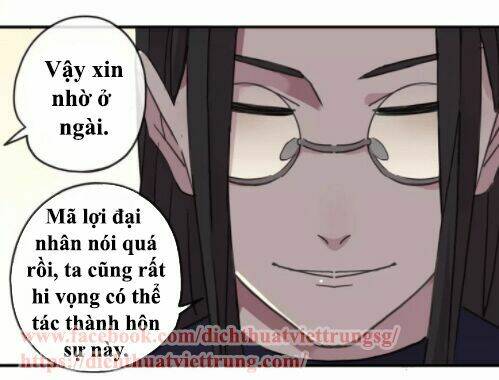 Vậy xin
nhờ ở
ngài.
Mã lợi đại
nhân nói quá
rồi, ta cũng rất
hi vọng có thể
tác thành hôn
sự này.
www.facebook.com/dichthuatviettrungsg/
https://dichthuatviettrung.com/